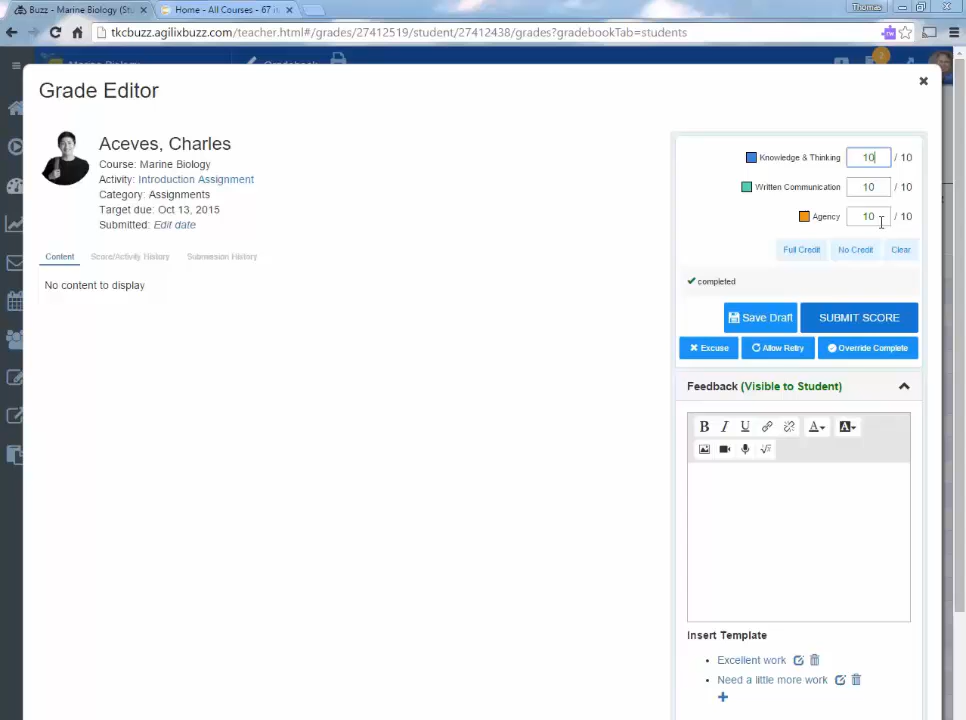 Buzz - Marine Biology (St
Home - All Courses - 67 i
Thomas
tkcbuzz.agilixbuzz.com/teacher.html#/grades/27412519/student/27412438/grades?gradebookTab=students
Marine Biology
Gradebook
Grade Editor
Aceves, Charles
Course: Marine Biology
Activity: Introduction Assignment
Category: Assignments
Target due: Oct 13, 2015
Submitted: Edit date
Content Score/Activity History Submission History
No content to display
Knowledge & Thinking 10 / 10
Written Communication 10 / 10
Agency 10 / 10
Full Credit No Credit Clear
completed
Save Draft SUBMIT SCORE
Excuse Allow Retry Override Complete
Feedback (Visible to Student)
B I U A A
√x
Insert Template
• Excellent work
• Need a little more work